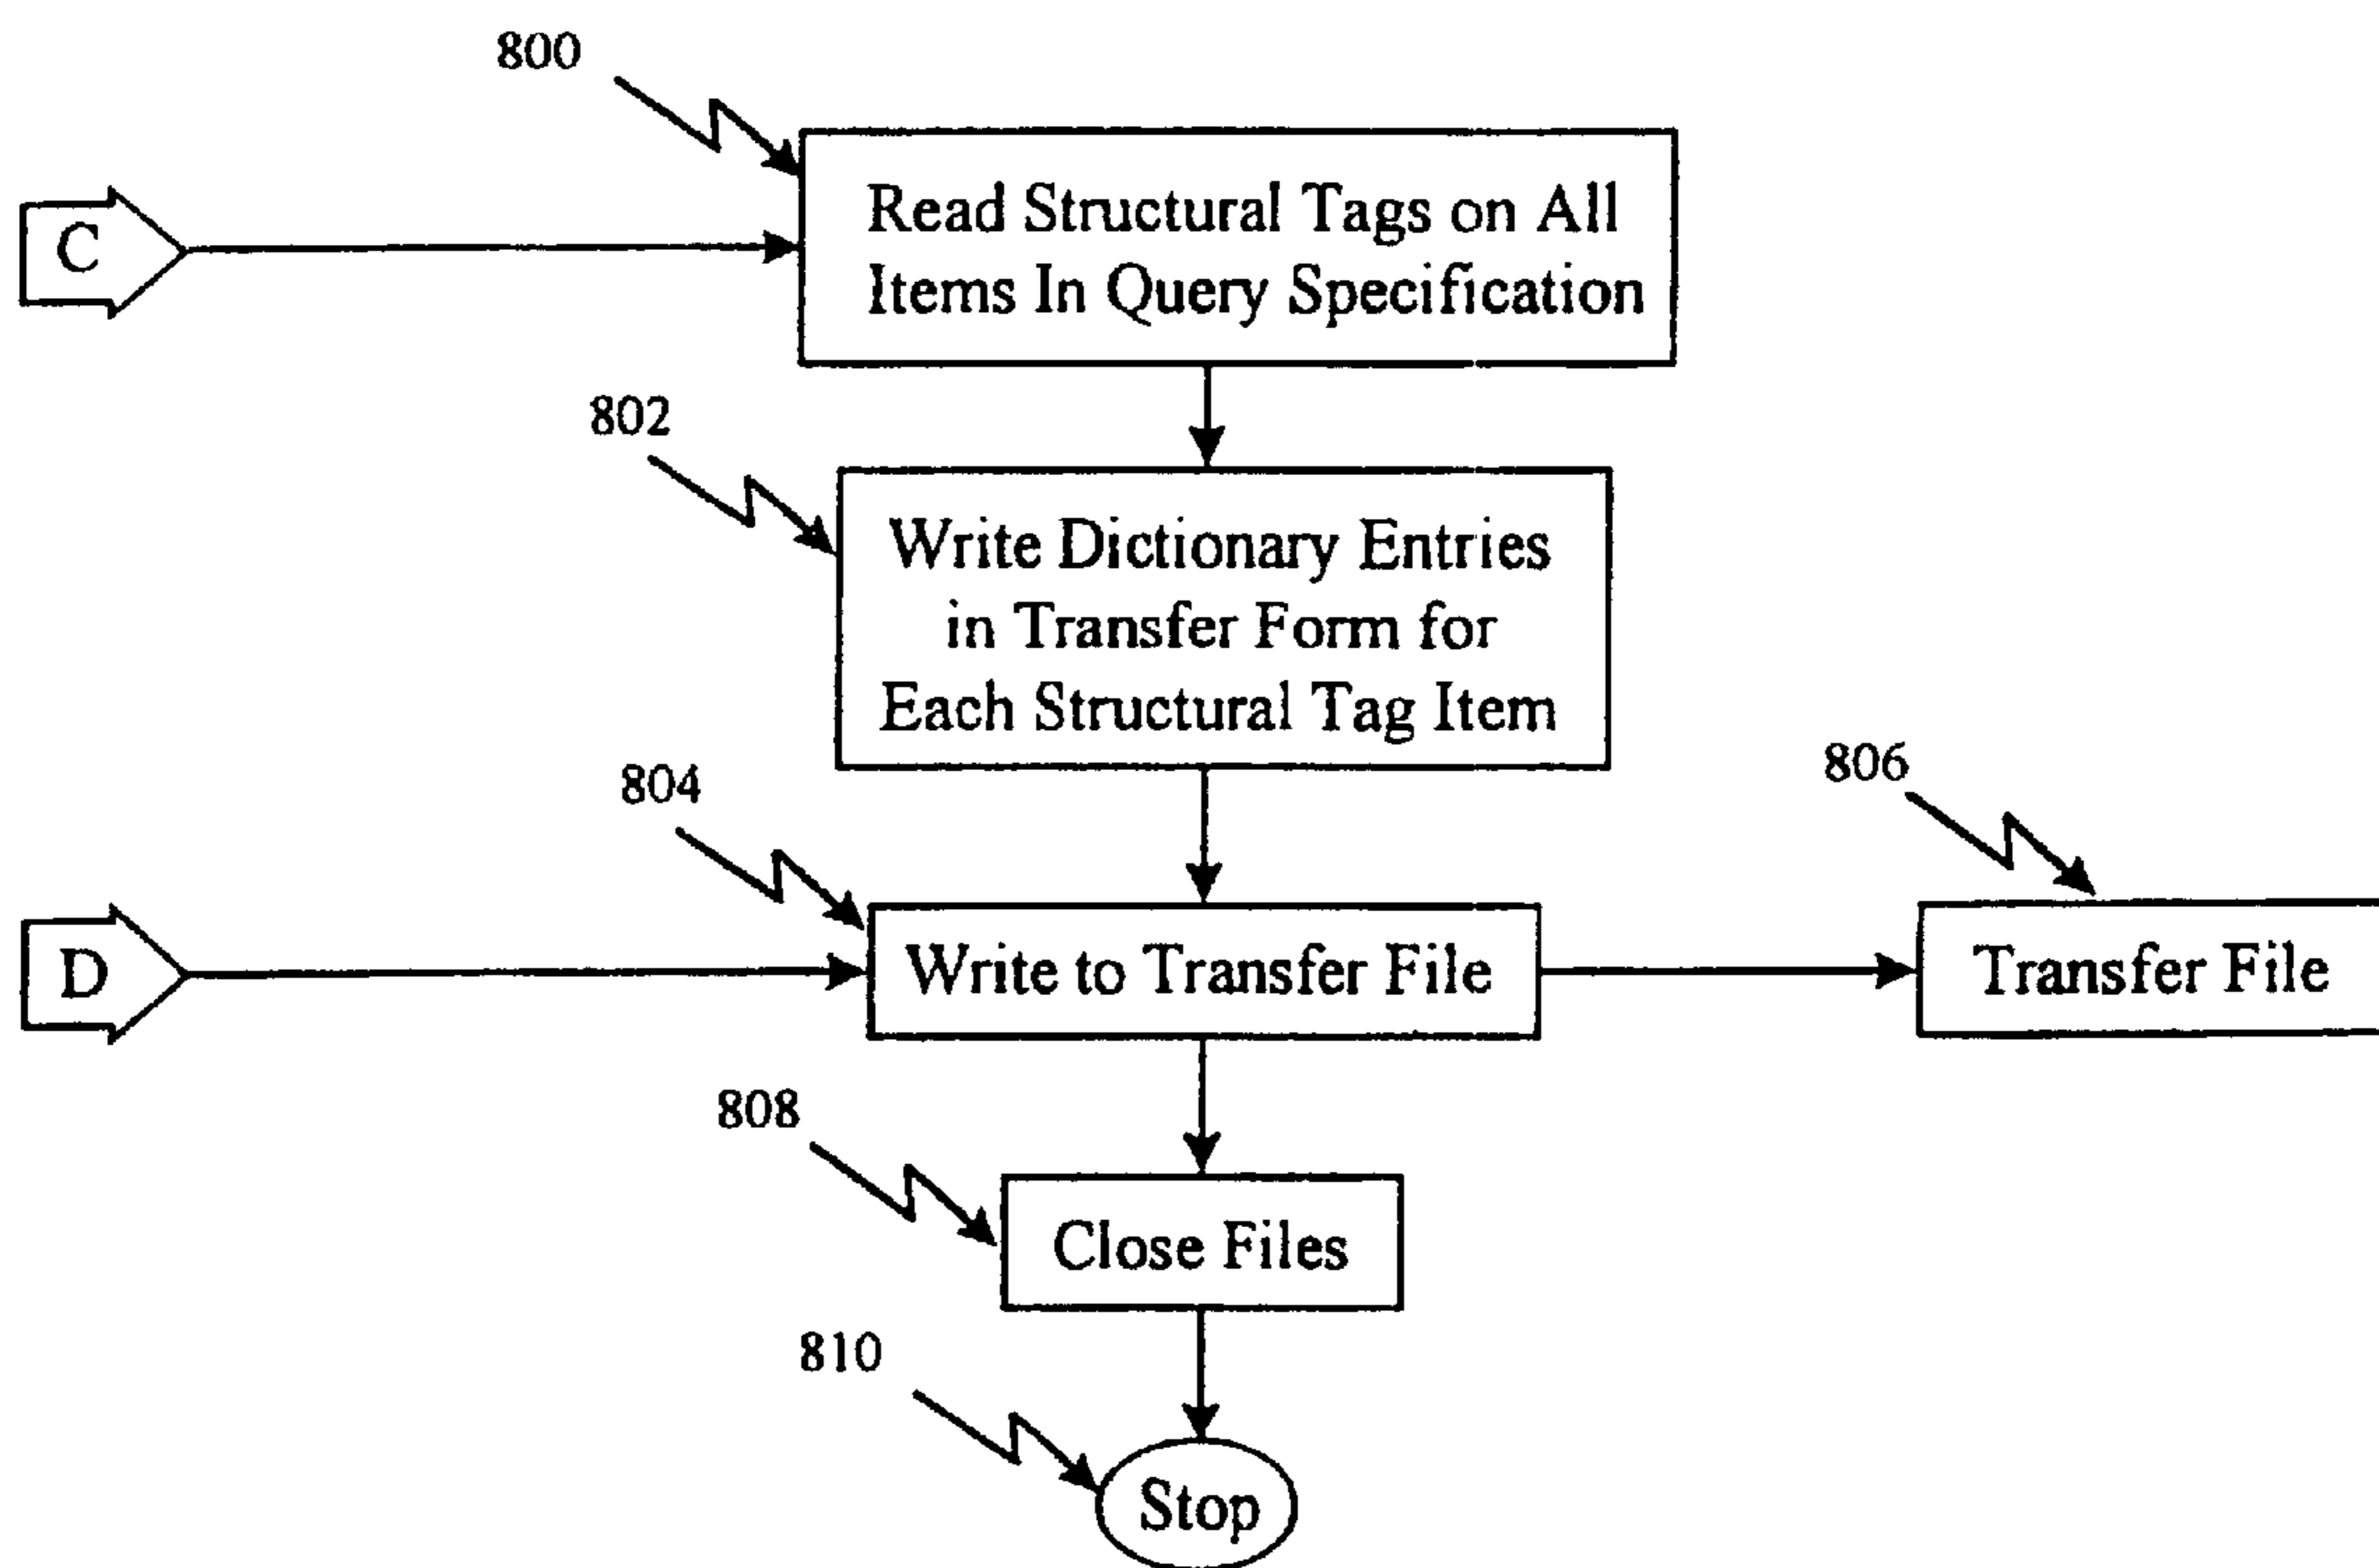 800
C
Read Structural Tags on All
Items In Query Specification
802
Write Dictionary Entries
in Transfer Form for
Each Structural Tag Item
804
806
D
Write to Transfer File
Transfer File
808
Close Files
810
Stop